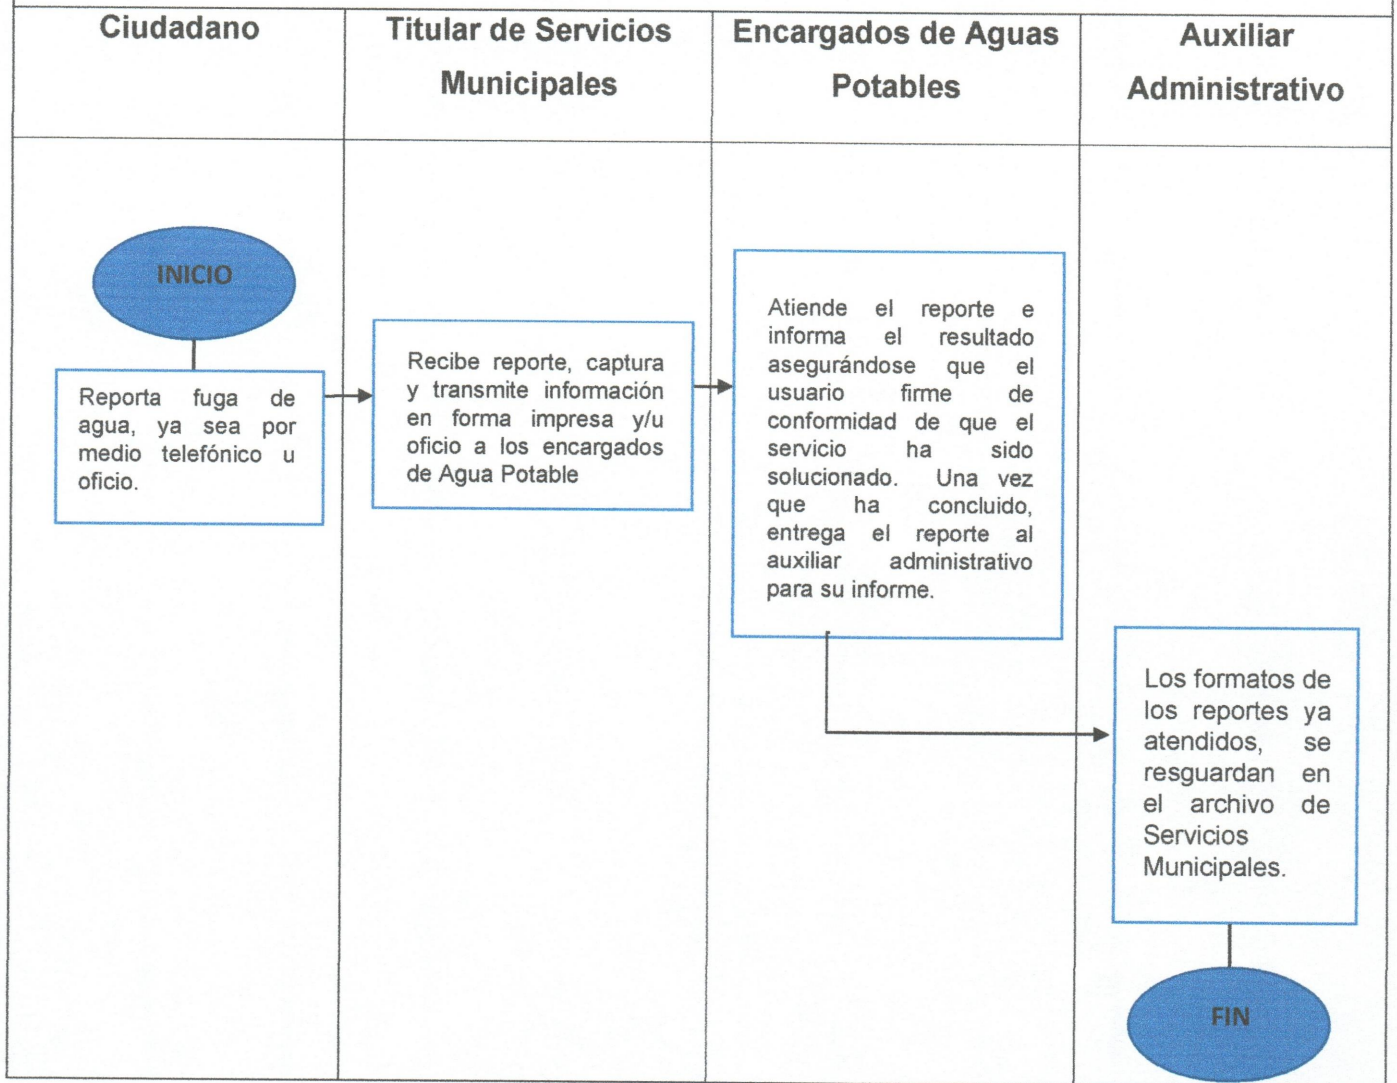 Ciudadano
Titular de Servicios
Municipales
Encargados de Aguas
Potables
Auxiliar
Administrativo
INICIO
Reporta fuga de
agua, ya sea por
medio telefónico u
oficio.
Recibe reporte, captura
y transmite información
en forma impresa y/u
oficio a los encargados
de Agua Potable
Atiende el reporte e
informa el resultado
asegurándose que el
usuario firme de
conformidad de que el
servicio ha sido
solucionado. Una vez
que ha concluido,
entrega el reporte al
auxiliar administrativo
para su informe.
Los formatos de
los reportes ya
atendidos, se
resguardan en
el archivo de
Servicios
Municipales.
FIN